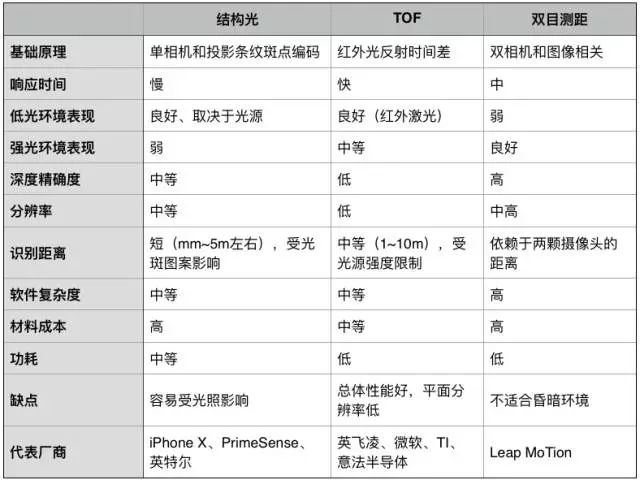 结构光 TOF 双目测距
基础原理 单相机和投影条纹斑点编码 红外光反射时间差 双相机和图像相关
响应时间 慢 快 中
低光环境表现 良好、取决于光源 良好（红外激光） 弱
强光环境表现 弱 中等 良好
深度精确度 中等 低 高
分辨率 中等 低 中高
识别距离 短（mm~5m左右），受光 中等（1~10m），受 依赖于两颗摄像头的
斑图案影响 光源强度限制 距离
软件复杂度 中等 中等 高
材料成本 高 中等 高
功耗 中等 低 低
缺点 容易受光照影响 总体性能好，平面分 不适合昏暗环境
辨率低
代表厂商 iPhone X、PrimeSense、 英飞凌、微软、TI、 Leap MoTion
英特尔 意法半导体